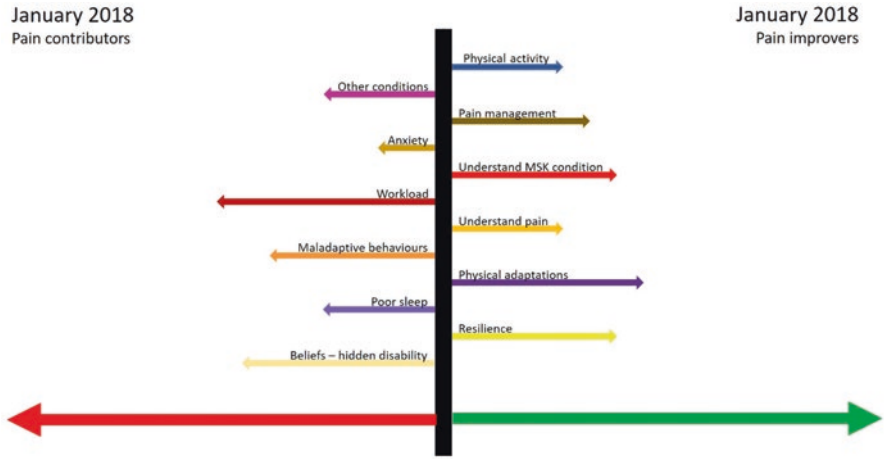 January 2018
Pain contributors
January 2018
Pain improvers
Physical activity
Other conditions
Pain management
Anxiety
Understand MSK condition
Workload
Understand pain
Maladaptive behaviours
Physical adaptations
Poor sleep
Resilience
Beliefs – hidden disability